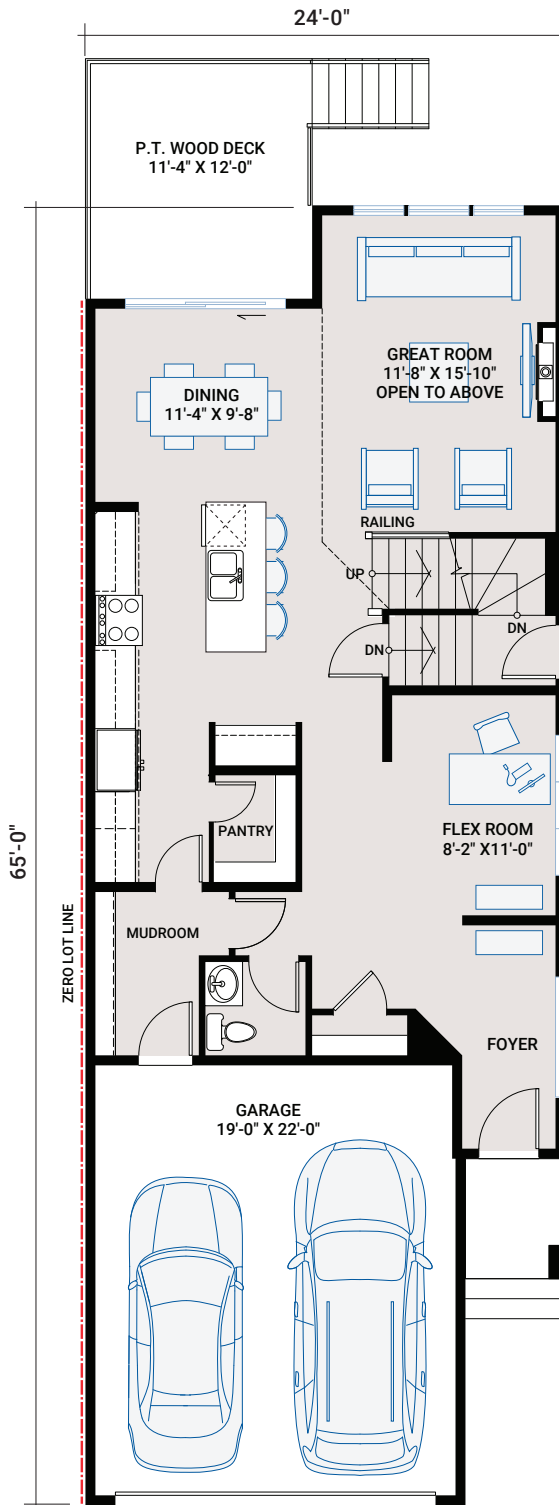 24'-0"
P.T. WOOD DECK
11'-4" X 12'-0"
GREAT ROOM
11'-8" X 15'-10"
OPEN TO ABOVE
DINING
11'-4" X 9'-8"
RAILING
UP
DN
DN
65'-0"
PANTRY
FLEX ROOM
8'-2" X11'-0"
MUDROOM
ZERO LOT LINE
FOYER
GARAGE
19'-0" X 22'-0"